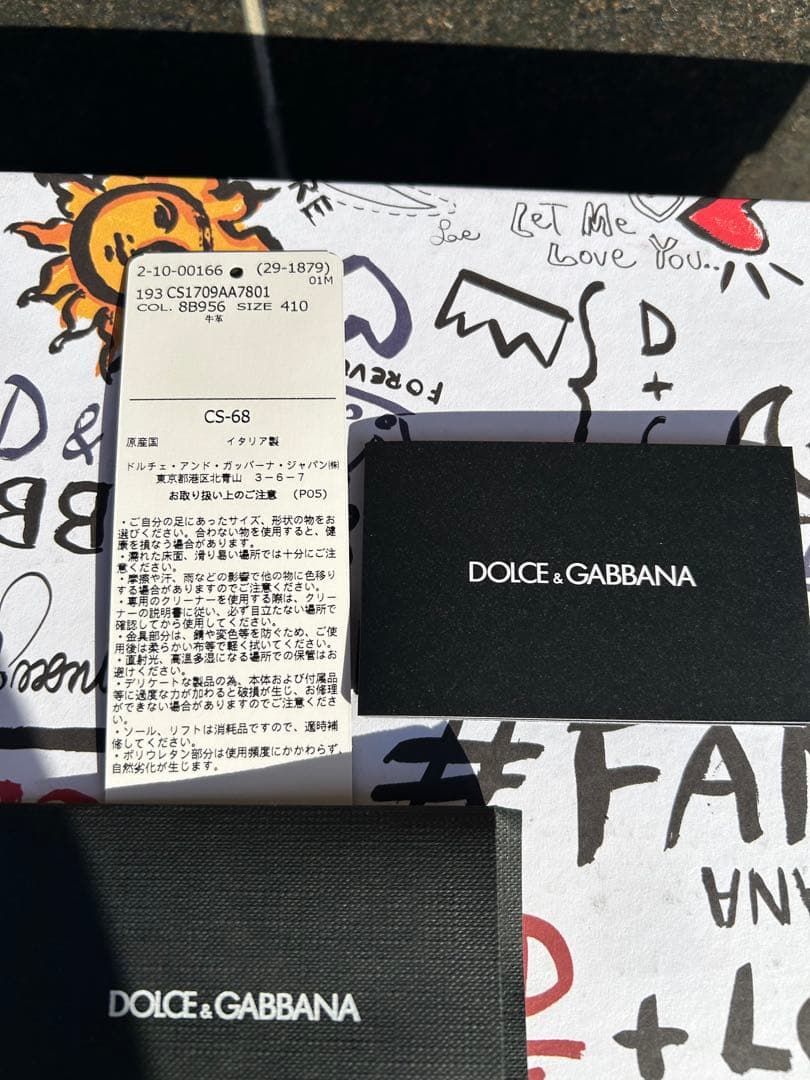 RE
Love
LET ME
LOVE YOU..
2-10-00166 (29-1879)
01M
193 CS1709AA7801
COL. 8B956 SIZE 410
牛革
D
+
FOREVE
&
CS-68
原産国 イタリア製
ドルチェ・アンド・ガッバーナ・ジャパン㈱
東京都港区北青山 3-6-7
お取り扱い上のご注意 (P05)
・ご自分の足にあったサイズ、形状の物をお
選びください。合わない物を使用すると、健
康を損なう場合があります。
・濡れた床面、滑り易い場所では十分にご注
意ください。
・摩擦や汗、雨などの影響で他の物に色移り
する場合がありますのでご注意ください。
・専用のクリーナーを使用する際は、クリー
ナーの説明書に従い、必ず目立たない場所で
確認してから使用してください。
・金具部分は、錆や変色等を防ぐため、ご使
用後は柔らかい布等で軽く拭いてください。
・直射光、高温多湿になる場所での保管はお
避けください。
・デリケートな製品の為、本体および付属品
等に過度な力が加わると破損が生じ、お修理
ができない場合がありますのでご注意くださ
い。
・ソール、リフトは消耗品ですので、適時補
修してください。
・ポリウレタン部分は使用頻度にかかわらず、
自然劣化が生じます。
DOLCE & GABBANA
#FAM
ANA
D
+ L
DOLCE & GABBANA